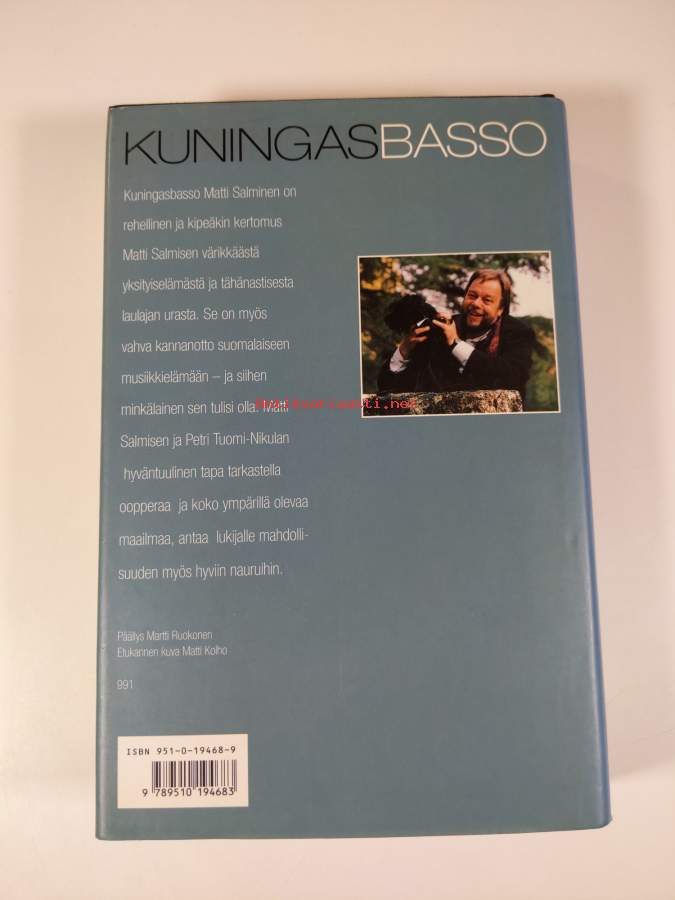 KUNINGASBASSO
Kuningasbasso Matti Salminen on
rehellinen ja kipeäkin kertomus
Matti Salmisen värikkäästä
yksityiselämästä ja tähänastisesta
laulajan urasta. Se on myös
vahva kannanotto suomalaiseen
musiikkielämään – ja siihen
minkälainen sen tulisi olla. Matti
Salmisen ja Petri Tuomi-Nikulan
hyväntuulinen tapa tarkastella
oopperaa ja koko ympärillä olevaa
maailmaa, antaa lukijalle mahdolli-
suuden myös hyviin nauruihin.
Päällys Martti Ruokonen
Etukannen kuva Matti Kolho
991
ISBN 951-0-19468-9
9 789510 194683